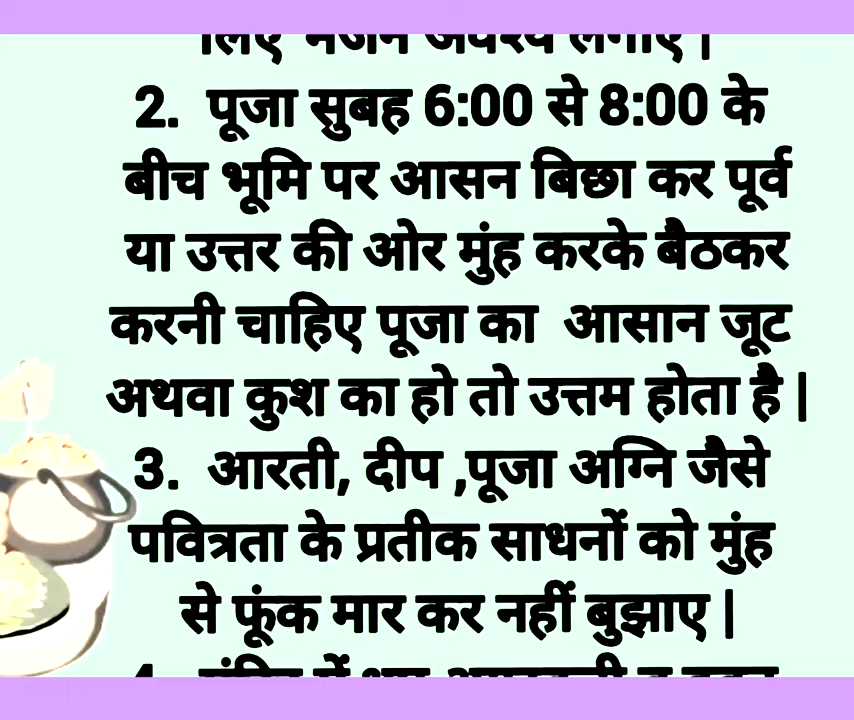 लिए
लगाए |
2. पूजा सुबह 6:00 से 8:00 के
बीच भूमि पर आसन बिछा कर पूर्व
या उत्तर की ओर मुंह करके बैठकर
करनी चाहिए पूजा का आसान जूट
अथवा कुश का हो तो उत्तम होता है |
3. आरती, दीप ,पूजा अग्नि जैसे
पवित्रता के प्रतीक साधनों को मुंह
से फूंक मार कर नहीं बुझाए |